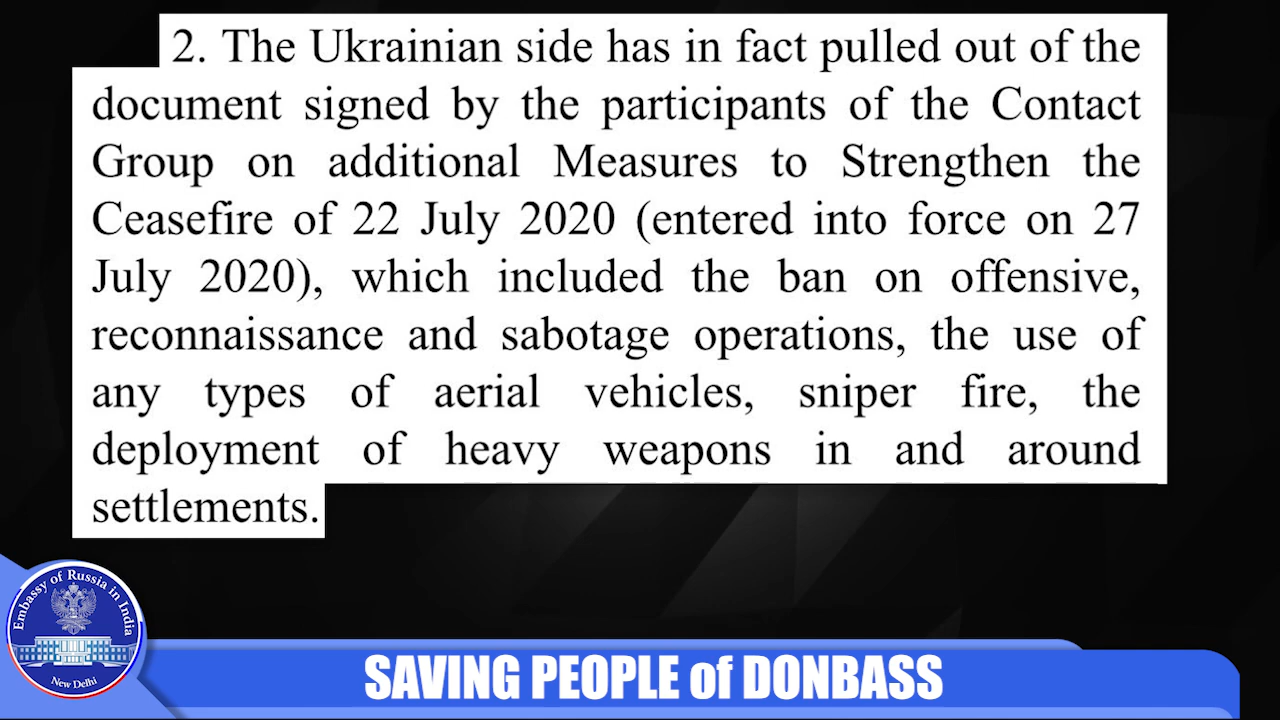 2. The Ukrainian side has in fact pulled out of the
document signed by the participants of the Contact
Group on additional Measures to Strengthen the
Ceasefire of 22 July 2020 (entered into force on 27
July 2020), which included the ban on offensive,
reconnaissance and sabotage operations, the use of
any types of aerial vehicles, sniper fire, the
deployment of heavy weapons in and around
settlements.
Embassy of Russia in India
New Delhi
SAVING PEOPLE of DONBASS